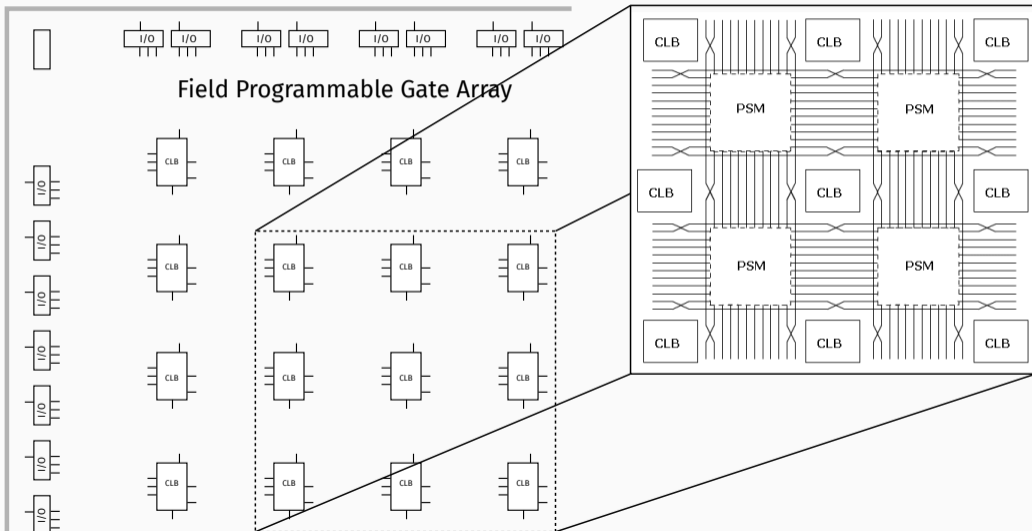 I/O I/O I/O I/O I/O I/O I/O I/O
Field Programmable Gate Array
CLB CLB CLB CLB
CLB CLB CLB CLB
CLB CLB CLB CLB
CLB CLB CLB CLB
I/O
I/O
I/O
I/O
I/O
I/O
I/O
CLB CLB CLB
PSM PSM
CLB CLB CLB
PSM PSM
CLB CLB CLB